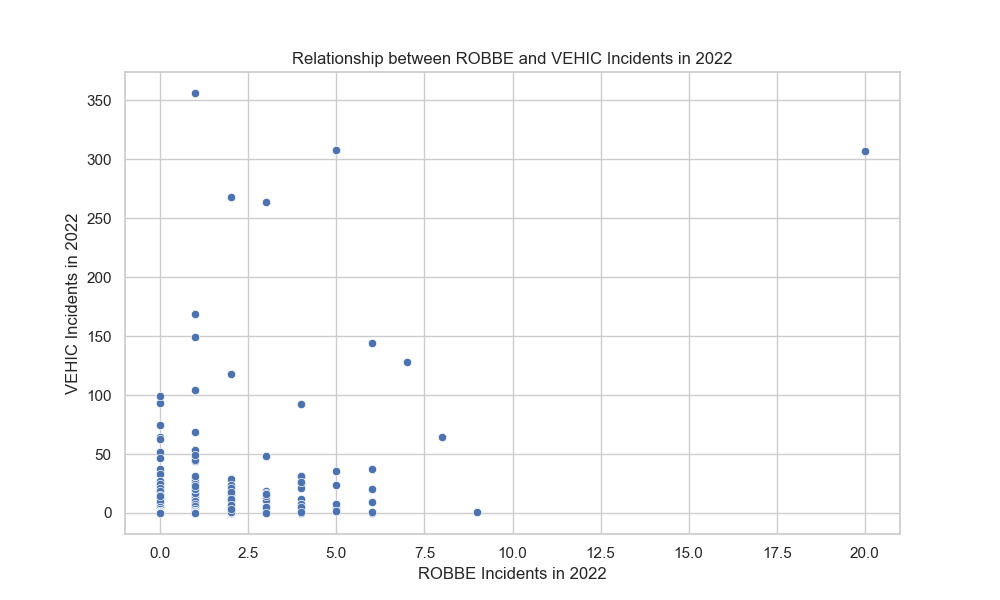 Relationship between ROBBE and VEHIC Incidents in 2022
350
300
250
200
150
100
50
0
VEHIC Incidents in 2022
0.0 2.5 5.0 7.5 10.0 12.5 15.0 17.5 20.0
ROBBE Incidents in 2022